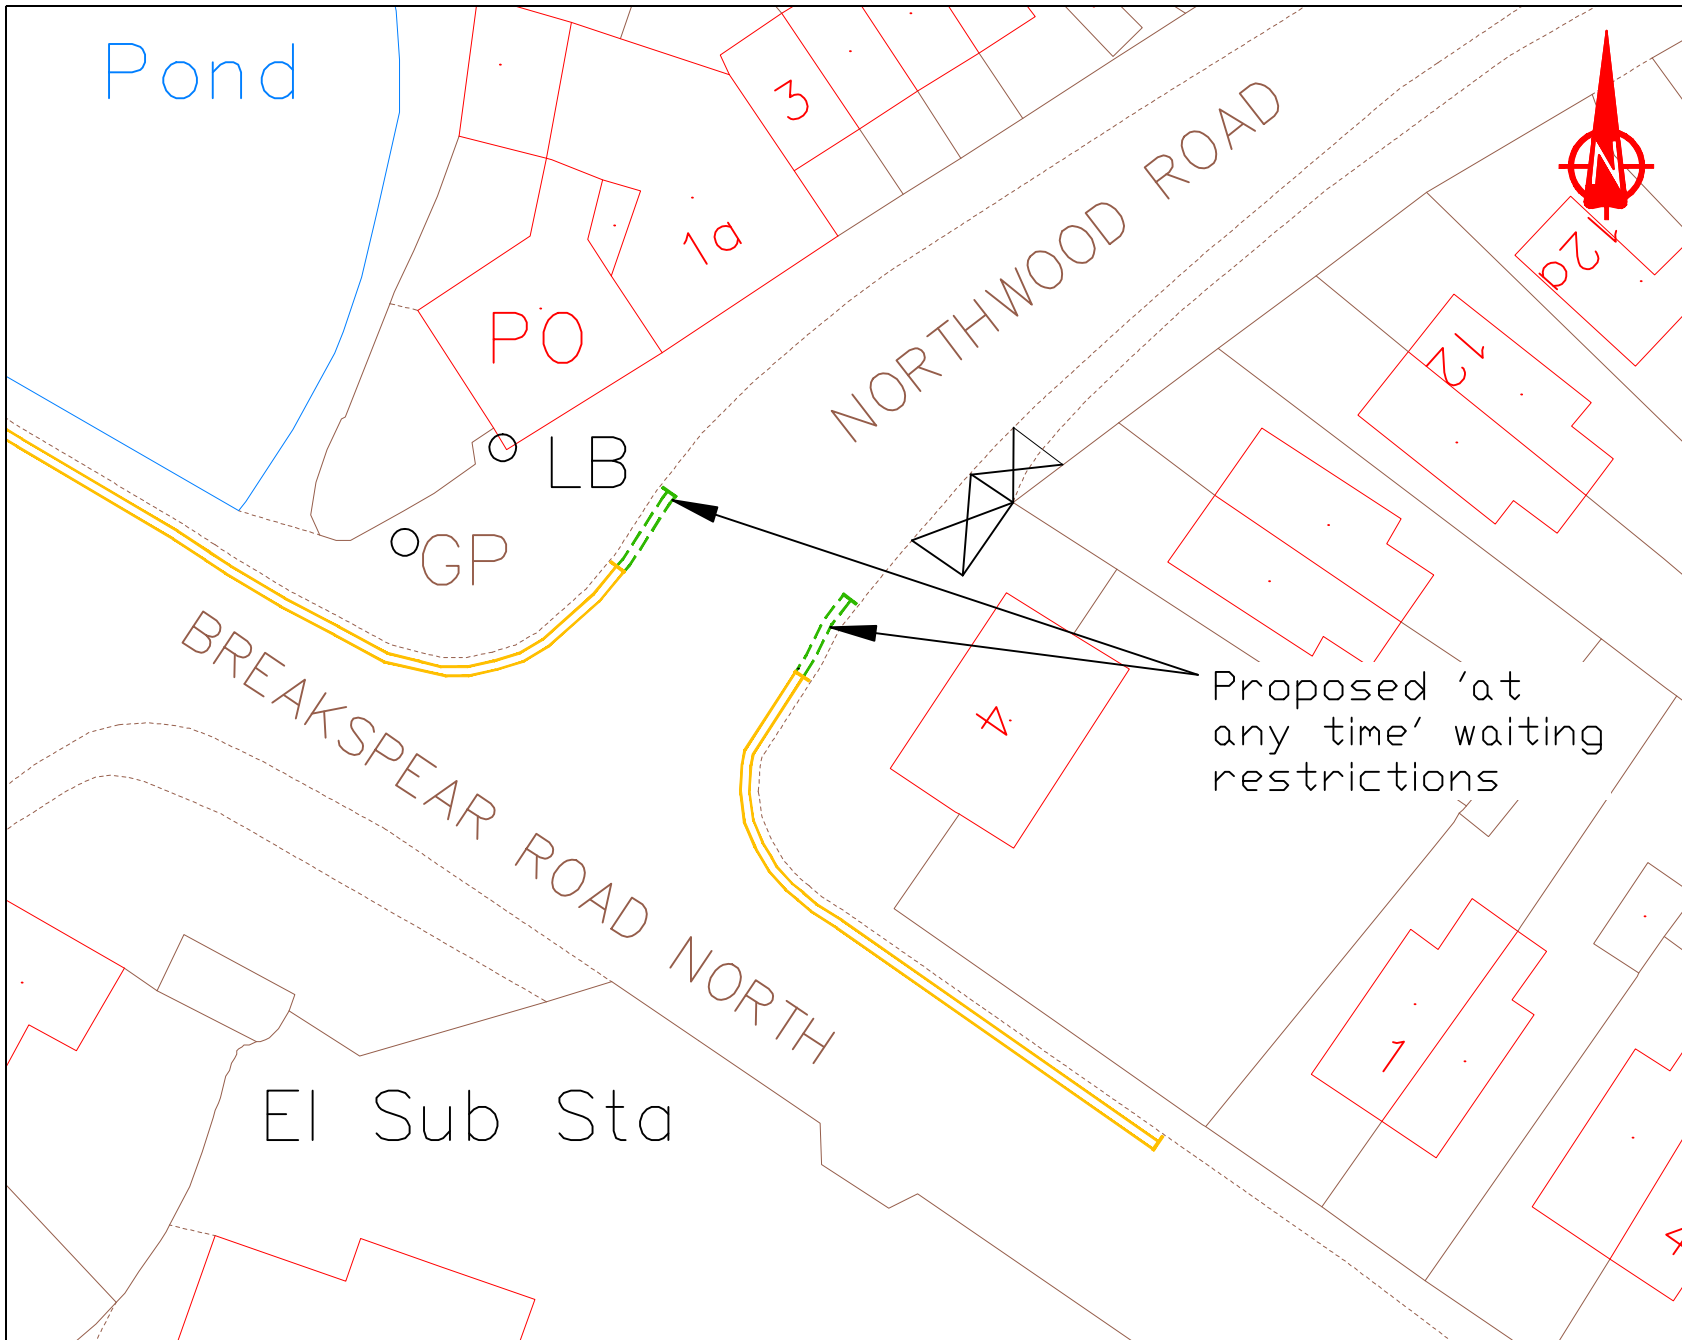 Pond
3
1a
PO
LB
GP
NORTHWOOD ROAD
N
12a
12
4
Proposed 'at
any time' waiting
restrictions
BREAKSPEAR ROAD NORTH
El Sub Sta
1
4